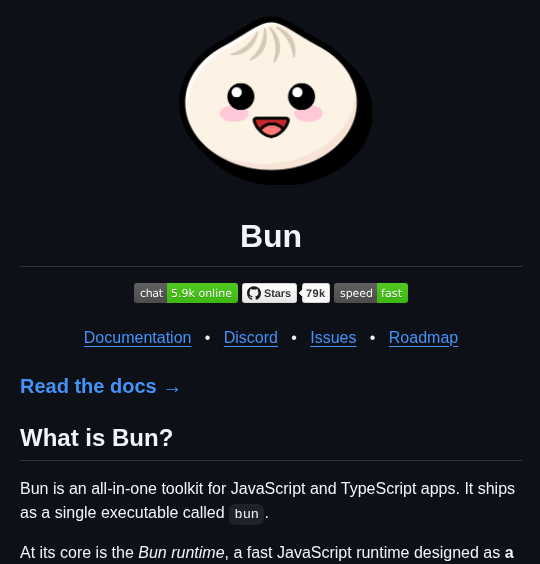 Bun
chat 5.9k online Stars 79k speed fast
Documentation • Discord • Issues • Roadmap
Read the docs →
What is Bun?
Bun is an all-in-one toolkit for JavaScript and TypeScript apps. It ships
as a single executable called bun.
At its core is the Bun runtime, a fast JavaScript runtime designed as a